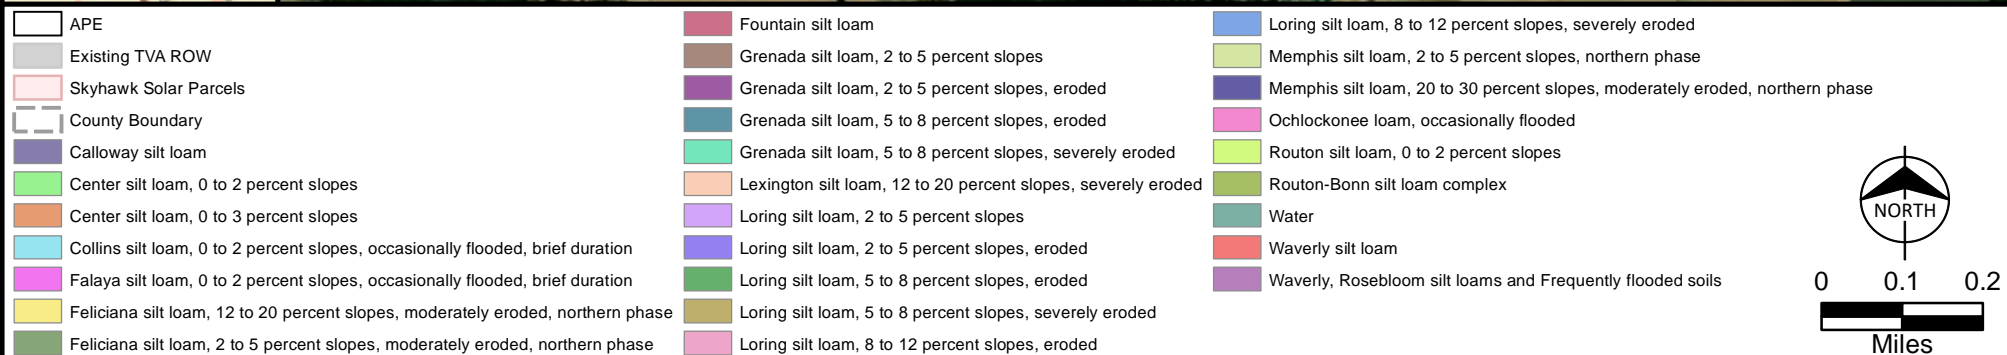 APE
Existing TVA ROW
Skyhawk Solar Parcels
County Boundary
Calloway silt loam
Center silt loam, 0 to 2 percent slopes
Center silt loam, 0 to 3 percent slopes
Collins silt loam, 0 to 2 percent slopes, occasionally flooded, brief duration
Falaya silt loam, 0 to 2 percent slopes, occasionally flooded, brief duration
Feliciana silt loam, 12 to 20 percent slopes, moderately eroded, northern phase
Feliciana silt loam, 2 to 5 percent slopes, moderately eroded, northern phase
Fountain silt loam
Grenada silt loam, 2 to 5 percent slopes
Grenada silt loam, 2 to 5 percent slopes, eroded
Grenada silt loam, 5 to 8 percent slopes, eroded
Grenada silt loam, 5 to 8 percent slopes, severely eroded
Lexington silt loam, 12 to 20 percent slopes, severely eroded
Loring silt loam, 2 to 5 percent slopes
Loring silt loam, 2 to 5 percent slopes, eroded
Loring silt loam, 5 to 8 percent slopes, eroded
Loring silt loam, 5 to 8 percent slopes, severely eroded
Loring silt loam, 8 to 12 percent slopes, eroded
Loring silt loam, 8 to 12 percent slopes, severely eroded
Memphis silt loam, 2 to 5 percent slopes, northern phase
Memphis silt loam, 20 to 30 percent slopes, moderately eroded, northern phase
Ochlockonee loam, occasionally flooded
Routon silt loam, 0 to 2 percent slopes
Routon-Bonn silt loam complex
Water
Waverly silt loam
Waverly, Rosebloom silt loams and Frequently flooded soils
NORTH
0 0.1 0.2
Miles